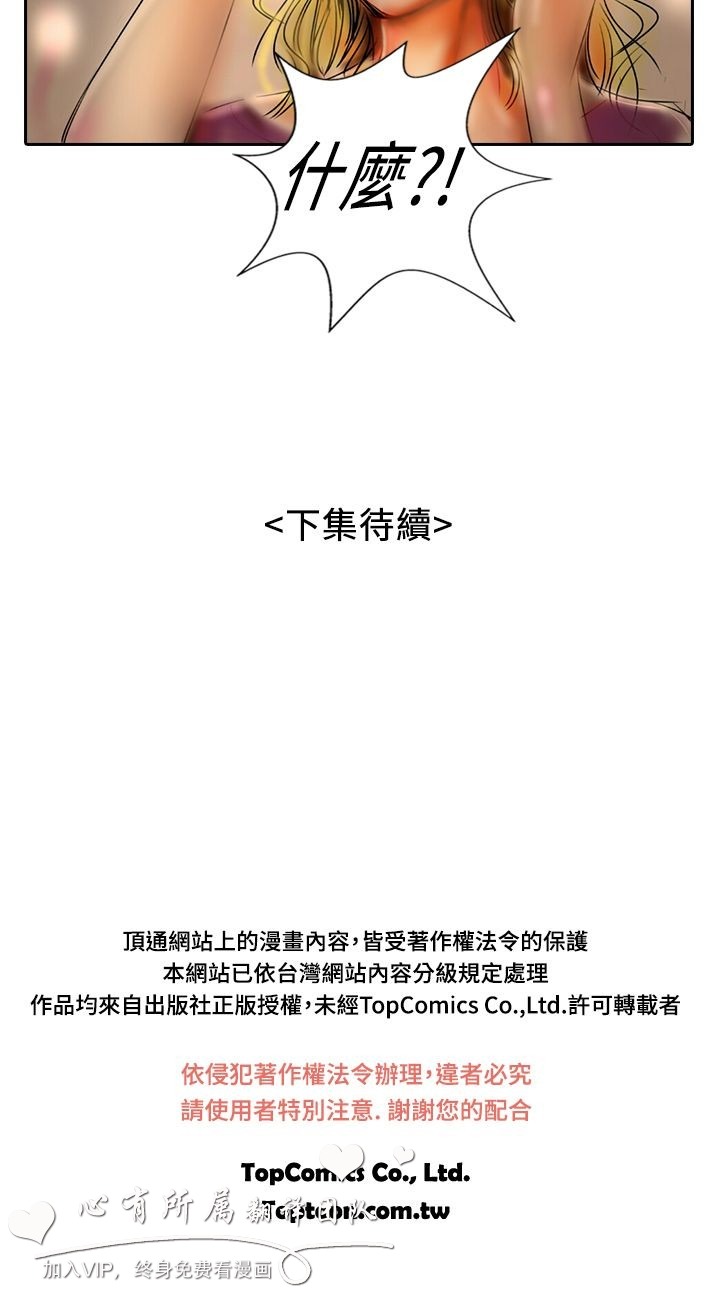 什麼?!
<下集待續>
頂通網站上的漫畫內容，皆受著作權法令的保護
本網站已依台灣網站內容分級規定處理
作品均來自出版社正版授權，未經TopComics Co.,Ltd.許可轉載者
依侵犯著作權法令辦理，違者必究
請使用者特別注意. 謝謝您的配合
TopComics Co., Ltd.
Toptoon.com.tw
心有所属翻译团队
加入VIP，终身免费看漫画